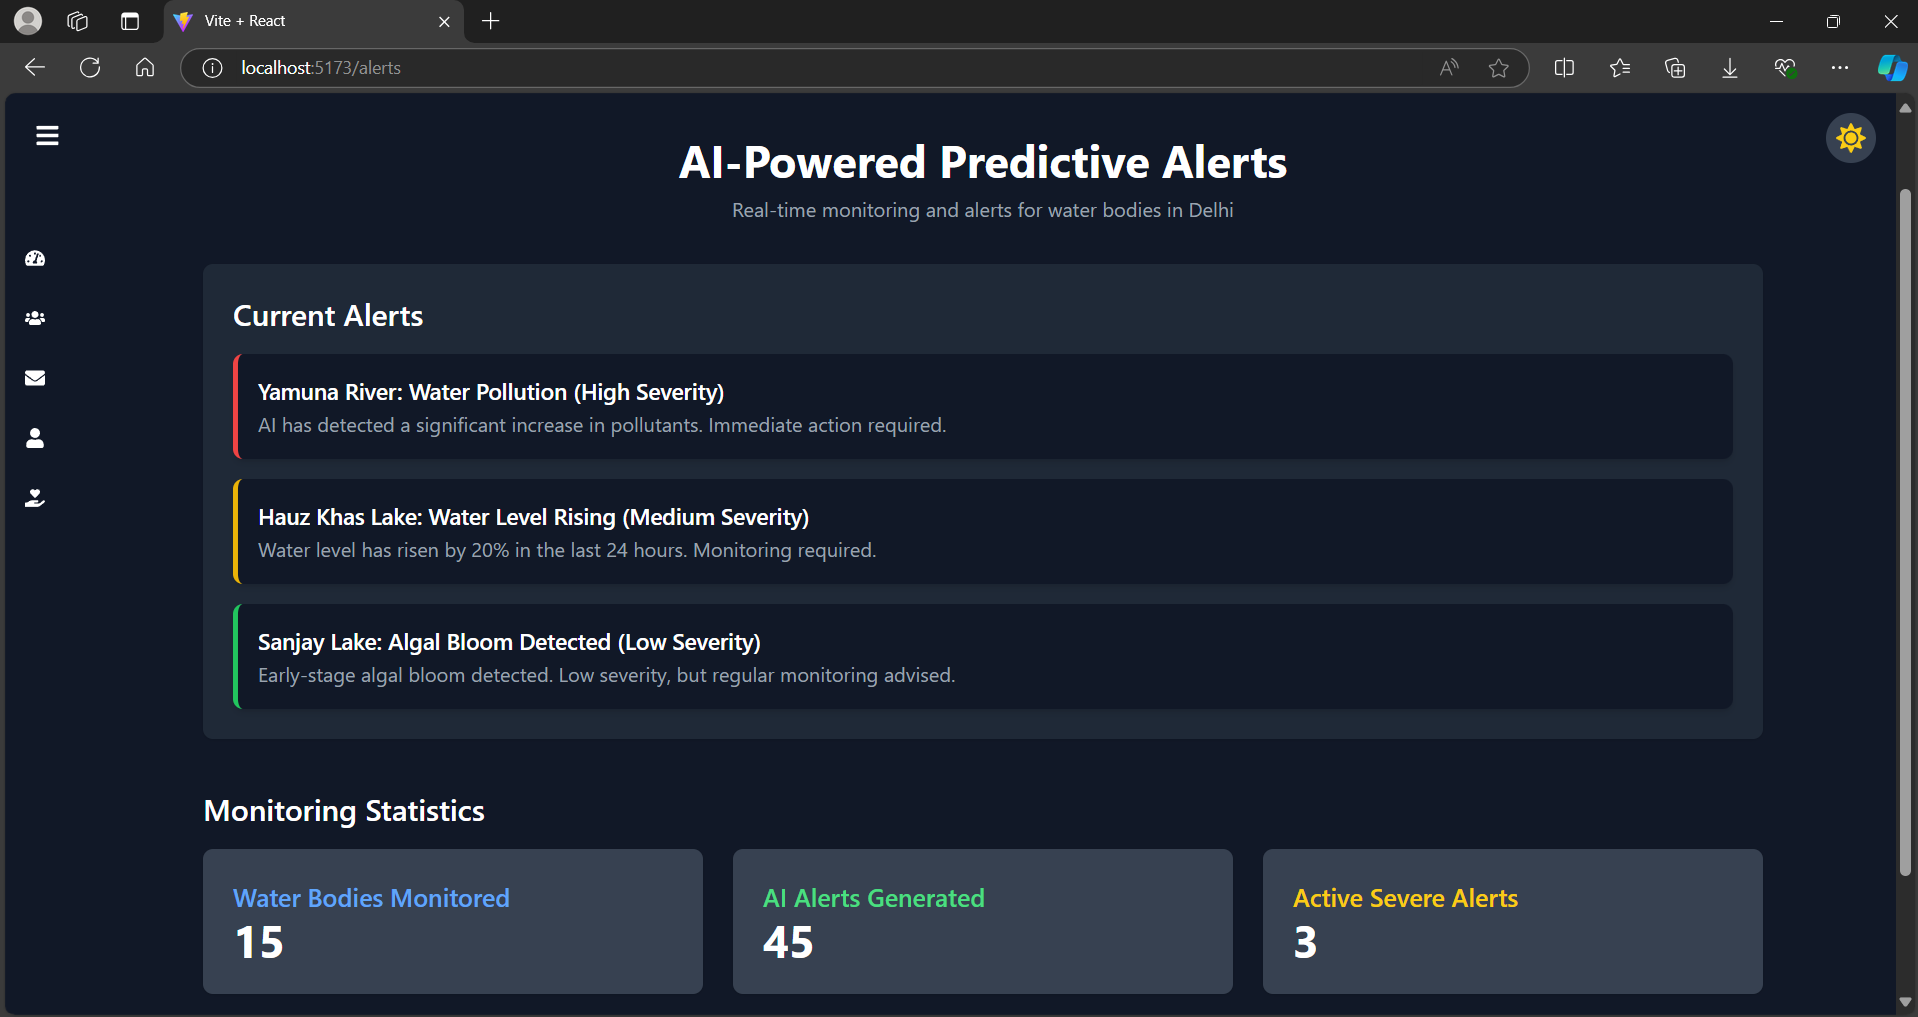 Vite + React
localhost:5173/alerts
AI-Powered Predictive Alerts
Real-time monitoring and alerts for water bodies in Delhi
Current Alerts
Yamuna River: Water Pollution (High Severity)
AI has detected a significant increase in pollutants. Immediate action required.
Hauz Khas Lake: Water Level Rising (Medium Severity)
Water level has risen by 20% in the last 24 hours. Monitoring required.
Sanjay Lake: Algal Bloom Detected (Low Severity)
Early-stage algal bloom detected. Low severity, but regular monitoring advised.
Monitoring Statistics
Water Bodies Monitored
15
AI Alerts Generated
45
Active Severe Alerts
3